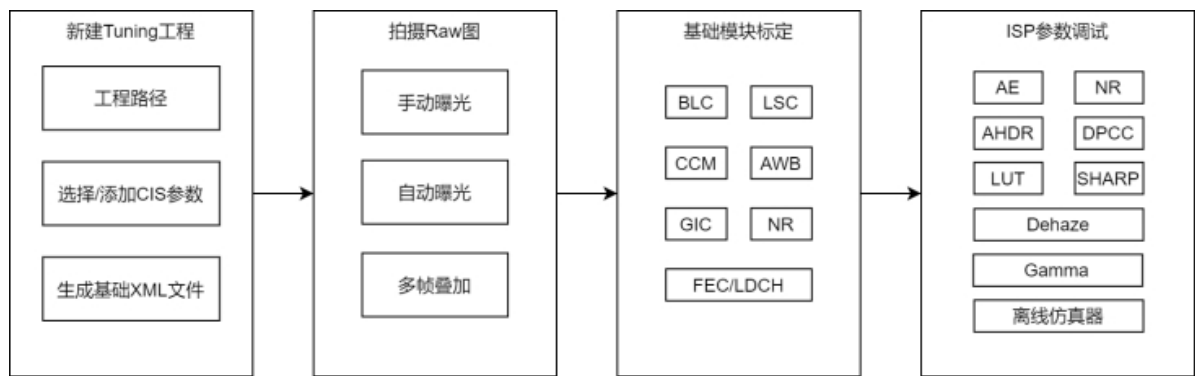 新建Tuning工程
工程路径
选择/添加CIS参数
生成基础XML文件
拍摄Raw图
手动曝光
自动曝光
多帧叠加
基础模块标定
BLC
LSC
CCM
AWB
GIC
NR
FEC/LDCH
ISP参数调试
AE
NR
AHDR
DPCC
LUT
SHARP
Dehaze
Gamma
离线仿真器